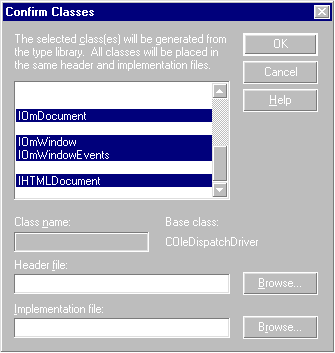 Confirm Classes
The selected class(es) will be generated from
the type library. All classes will be placed in
the same header and implementation files.
OK
Cancel
Help
IOmDocument
IOmWindow
IOmWindowEvents
IHTMLDocument
Class name:
Base class:
COleDispatchDriver
Header file:
Browse...
Implementation file:
Browse...